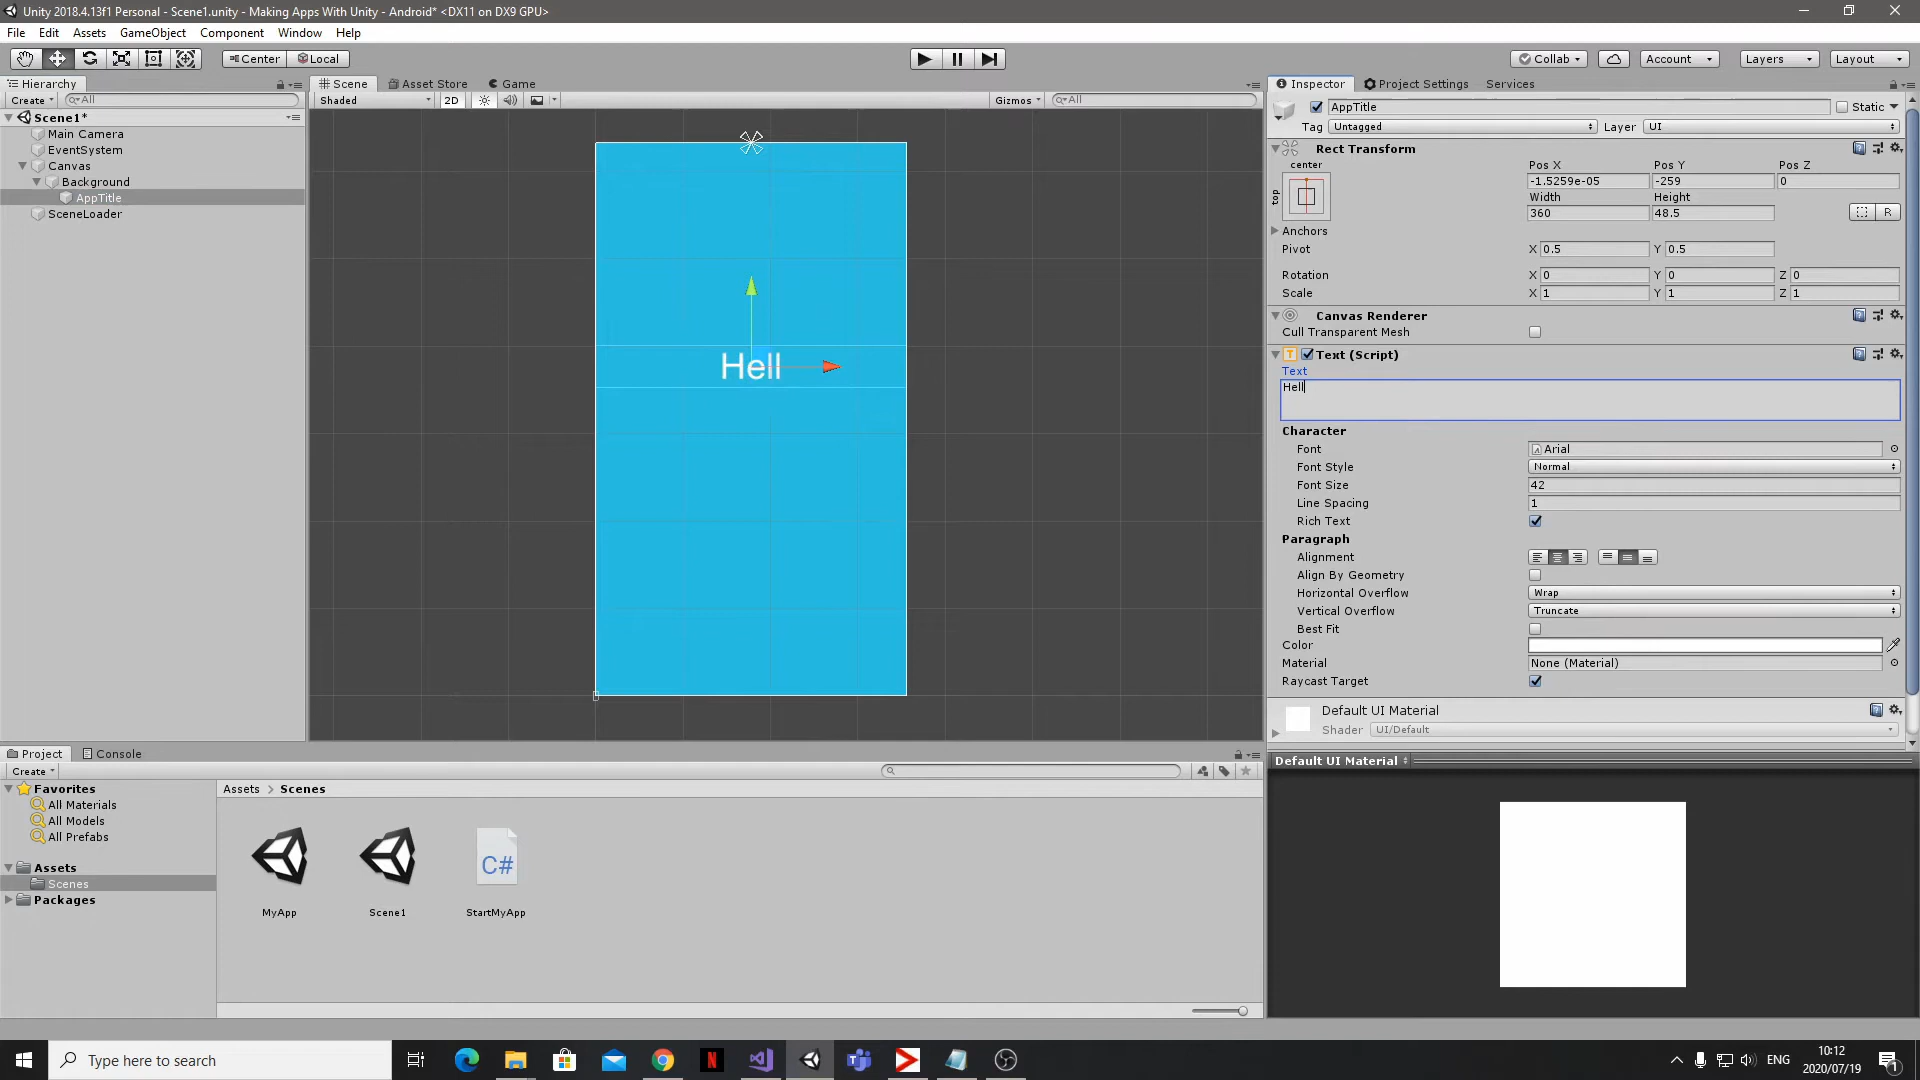 Unity 2018.4.13f1 Personal - Scene1.unity - Making Apps With Unity - Android* <DX11 on DX9 GPU>
File Edit Assets GameObject Component Window Help
Center Local Collab Account Layers Layout
Hierarchy
Create All
Scene1*
Main Camera
EventSystem
Canvas
Background
AppTitle
SceneLoader
Scene Asset Store Game
Shaded 2D Gizmos All
Hell
Inspector Project Settings Services
AppTitle Static
Tag Untagged Layer UI
Rect Transform
center Pos X Pos Y Pos Z
top -1.5259e-05 -259 0
Width Height
360 48.5 R
Anchors
Pivot X 0.5 Y 0.5
Rotation X 0 Y 0 Z 0
Scale X 1 Y 1 Z 1
Canvas Renderer
Cull Transparent Mesh
Text (Script)
Text
Hell
Character
Font Arial
Font Style Normal
Font Size 42
Line Spacing 1
Rich Text
Paragraph
Alignment
Align By Geometry
Horizontal Overflow Wrap
Vertical Overflow Truncate
Best Fit
Color
Material None (Material)
Raycast Target
Default UI Material
Shader UI/Default
Default UI Material
Project Console
Create
Favorites
All Materials
All Models
All Prefabs
Assets
Scenes
Packages
Assets > Scenes
C#
MyApp Scene1 StartMyApp
Type here to search
ENG
10:12
2020/07/19
1